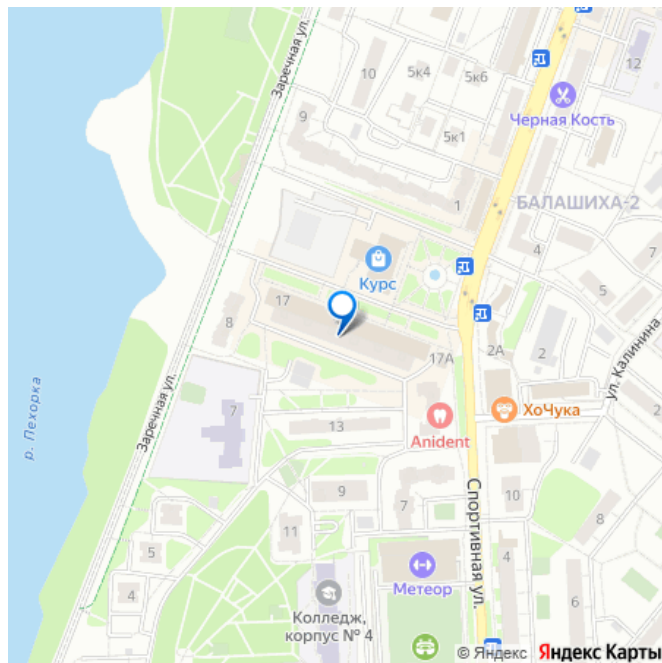 Заречная ул.
10
5к4
5к6
12
Черная Кость
9
5к1
1
БАЛАШИХА-2
4
7
Курс
17
8
17А
2А
2
ул. Калинина
р. Пехорка
Заречная ул.
7
13
Anident
ХоЧука
2
9
7
10
Спортивная ул.
8
11
5
4
Метеор
4
6
Колледж,
корпус № 4
© Яндекс Яндекс Карты